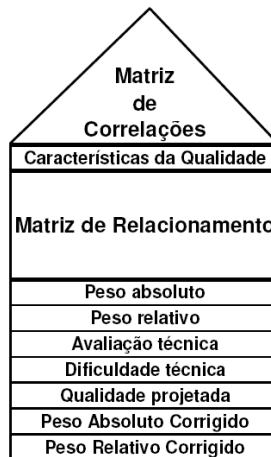 Matriz
de
Correlações
Características da Qualidade
Matriz de Relacionamento
Peso absoluto
Peso relativo
Avaliação técnica
Dificuldade técnica
Qualidade projetada
Peso Absoluto Corrigido
Peso Relativo Corrigido